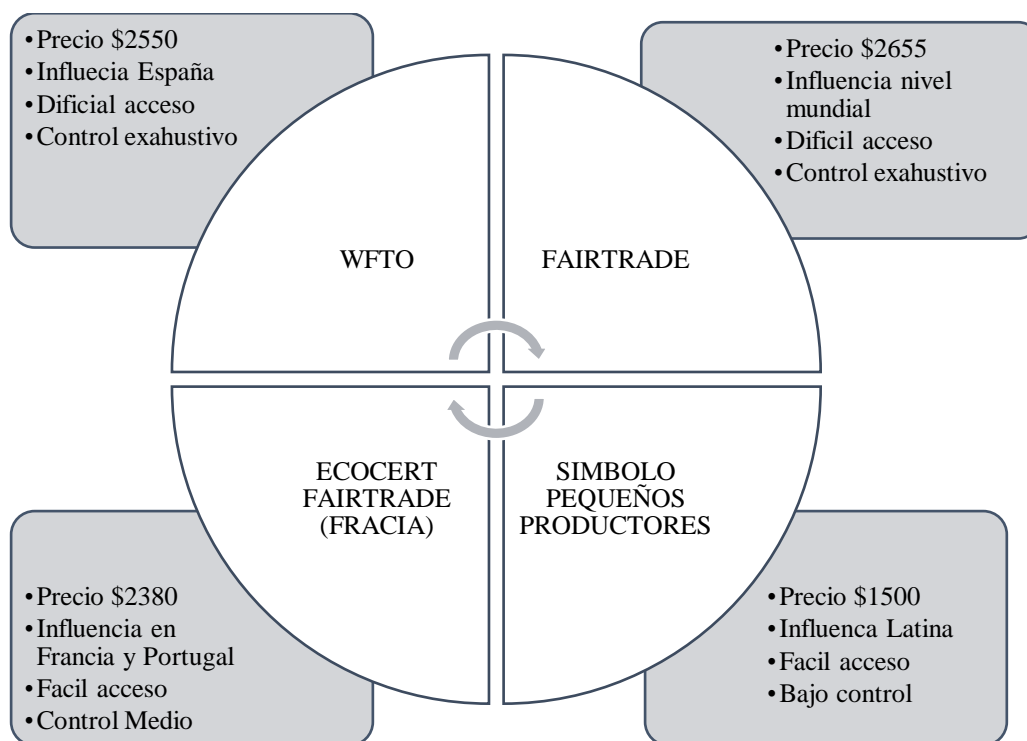 •Precio $2550
•Influecia España
•Dificial acceso
•Control exahustivo
•Precio $2655
•Influencia nivel
mundial
•Dificil acceso
•Control exahustivo
WFTO
FAIRTRADE
ECOCERT
FAIRTRADE
(FRACIA)
SIMBOLO
PEQUEÑOS
PRODUCTORES
•Precio $2380
•Influencia en
Francia y Portugal
•Facil acceso
•Control Medio
•Precio $1500
•Influenca Latina
•Facil acceso
•Bajo control